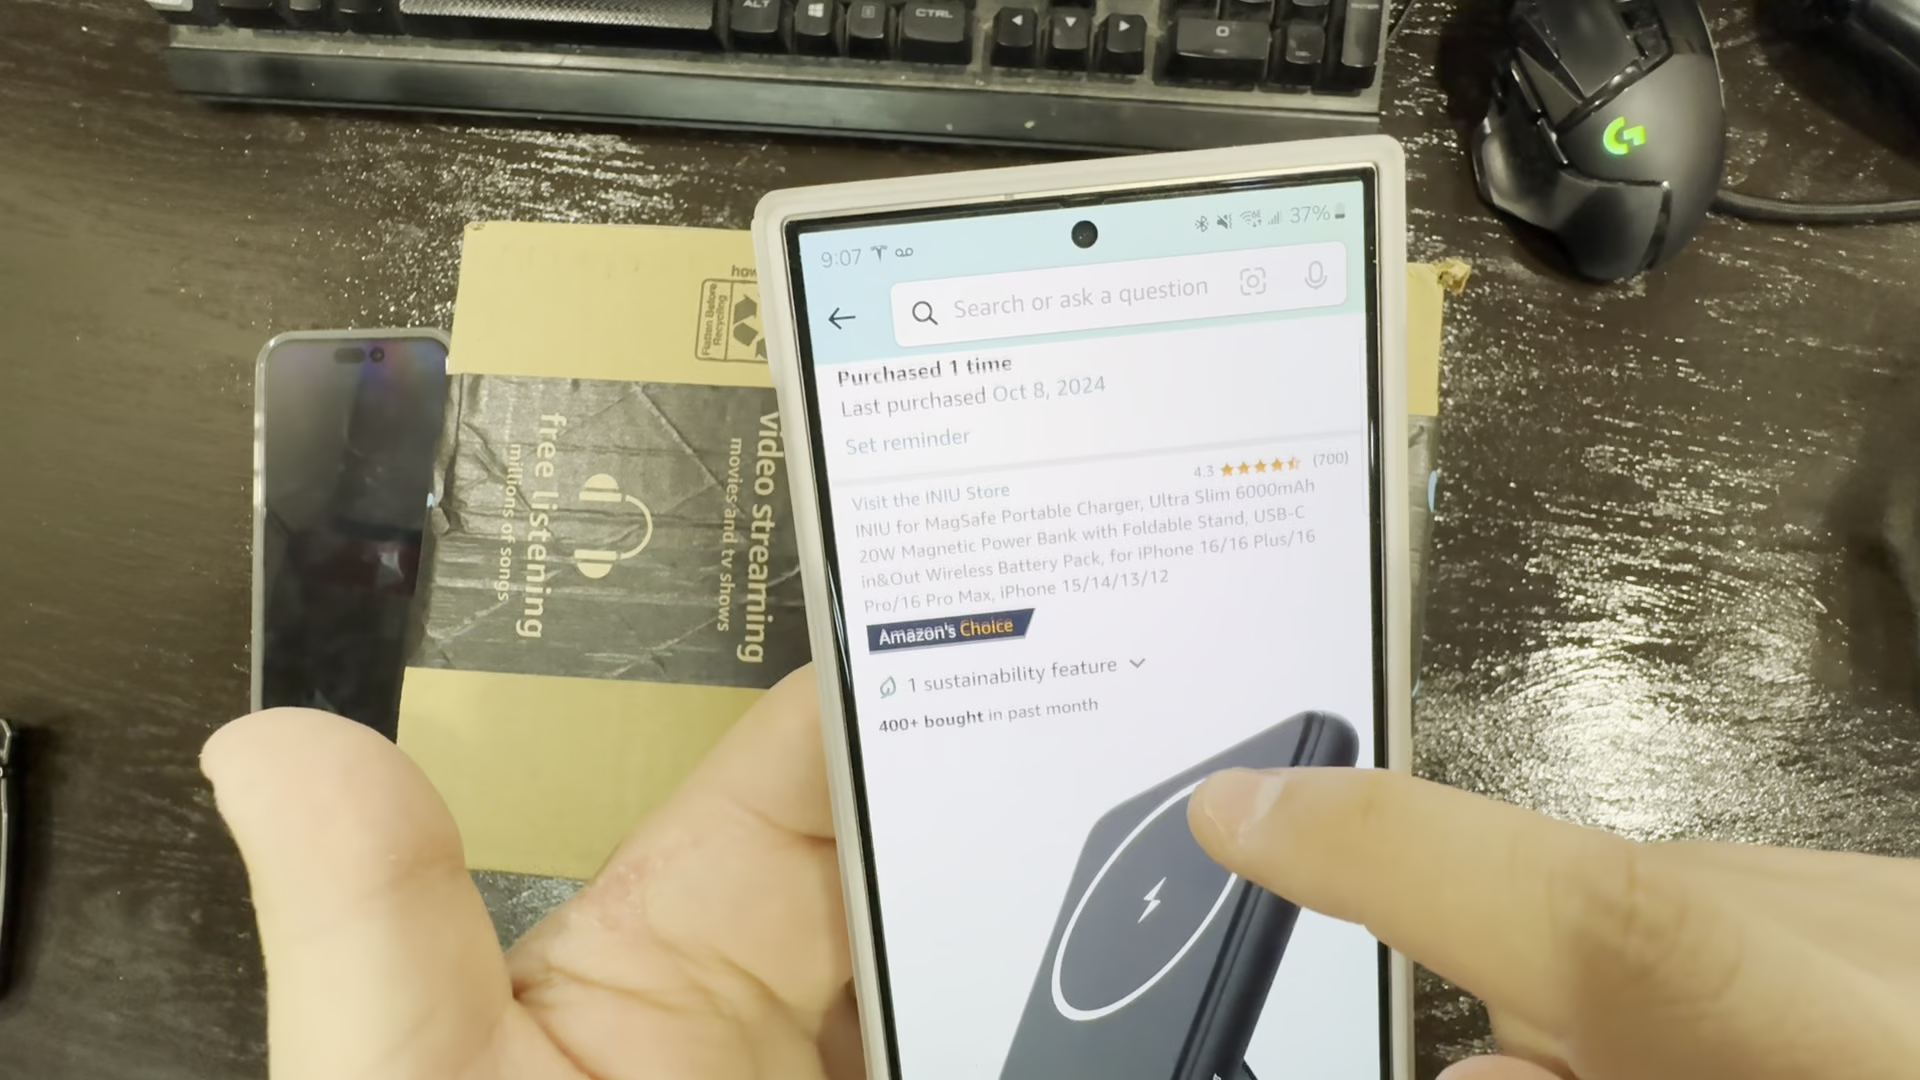 ALT
CTRL
0
9:07
37%
Search or ask a question
Purchased 1 time
Last purchased Oct 8, 2024
Set reminder
4.3 (700)
Visit the INIU Store
INIU for MagSafe Portable Charger, Ultra Slim 6000mAh
20W Magnetic Power Bank with Foldable Stand, USB-C
in&Out Wireless Battery Pack, for iPhone 16/16 Plus/16
Pro/16 Pro Max, iPhone 15/14/13/12
Amazon's Choice
1 sustainability feature
400+ bought in past month
how
Flatten Before
Recycling
video streaming
movies and tv shows
free listening
millions of songs